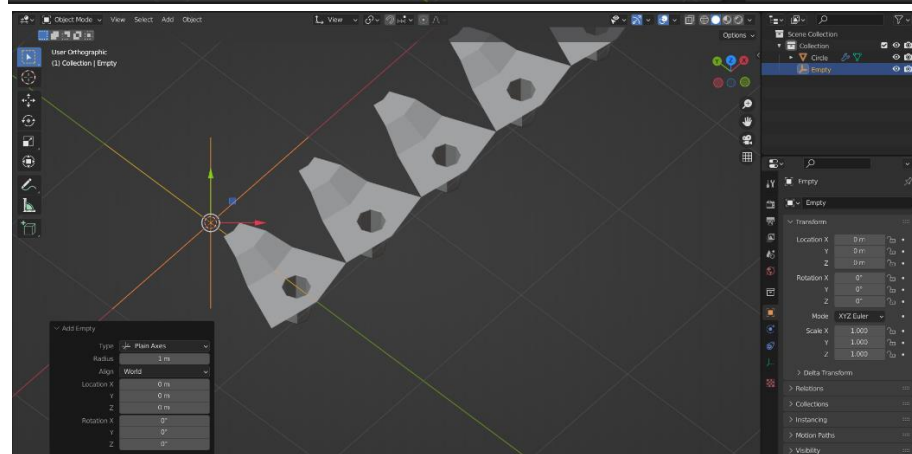 Object Mode View Select Add Object
View
Options
User Orthographic
(1) Collection | Empty
Scene Collection
Collection
Circle
Empty
Empty
Empty
Transform
Location X 0 m
Y 0 m
Z 0 m
Rotation X 0°
Y 0°
Z 0°
Mode XYZ Euler
Scale X 1.000
Y 1.000
Z 1.000
Delta Transform
Relations
Collections
Instancing
Motion Paths
Visibility
Add Empty
Type Plain Axes
Radius 1 m
Align World
Location X 0 m
Y 0 m
Z 0 m
Rotation X 0°
Y 0°
Z 0°